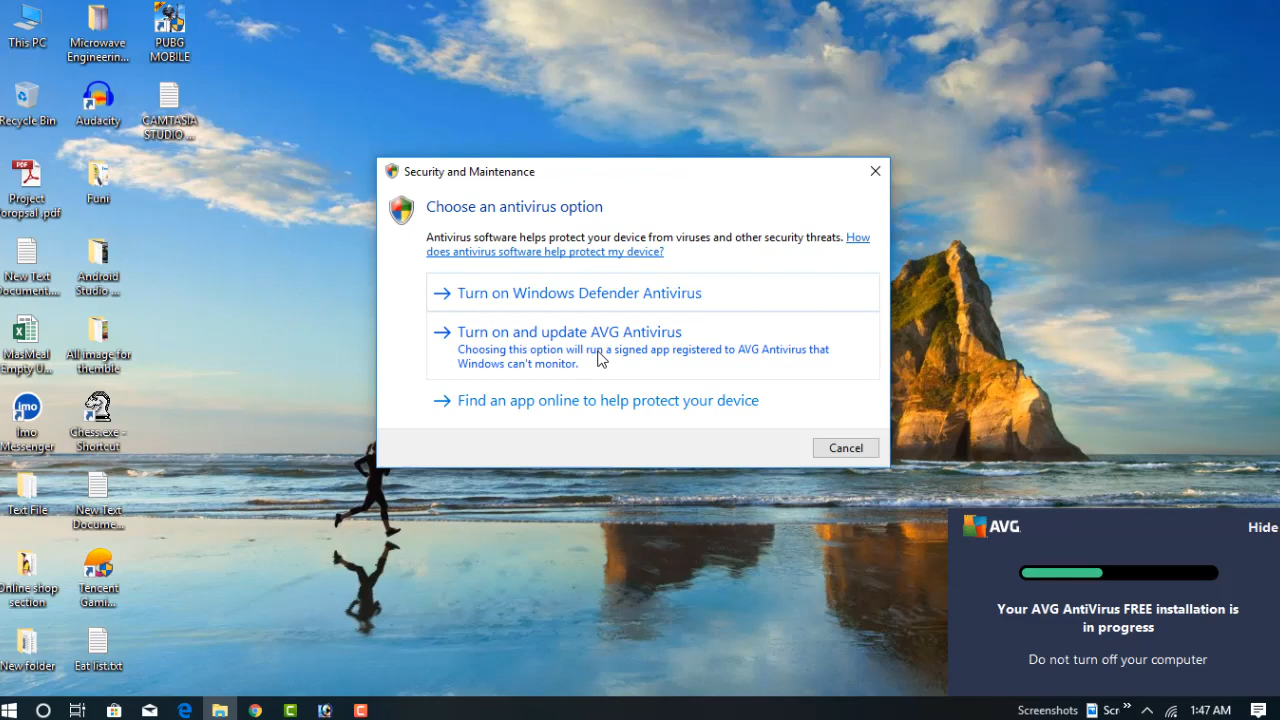 This PC
Microwave
Engineerin...
PUBG
MOBILE
Recycle Bin
Audacity
CAMTASIA
STUDIO ...
Project
oropsal .pdf
Funi
New Text
Document....
Android
Studio ...
MasMeal
Empty U...
All image for
themble
imo
Imo
Messenger
Chess.exe -
Shortcut
Text File
New Text
Docume...
Online shop
section
Tencent
Gami...
New folder
Eat list.txt
Security and Maintenance
Choose an antivirus option
Antivirus software helps protect your device from viruses and other security threats. How
does antivirus software help protect my device?
Turn on Windows Defender Antivirus
Turn on and update AVG Antivirus
Choosing this option will run a signed app registered to AVG Antivirus that
Windows can't monitor.
Find an app online to help protect your device
Cancel
AVG
Hide
Your AVG AntiVirus FREE installation is
in progress
Do not turn off your computer
Screenshots
Scr
1:47 AM